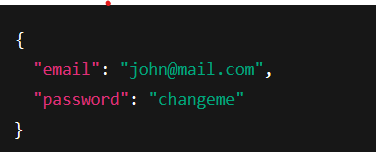 {
"email": "john@mail.com",
"password": "changeme"
}